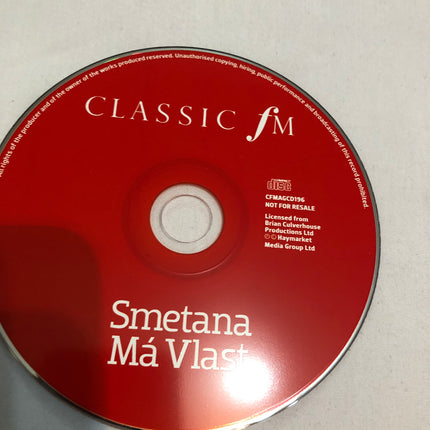 All rights of the producer and of the owner of the works produced reserved. Unauthorised copying, hiring, public performance and broadcasting of this record prohibited.
CLASSIC fM
DISC
CFMAGCD196
NOT FOR RESALE
Licensed from
Brian Culverhouse
Productions Ltd
℗ © Haymarket
Media Group Ltd
Smetana
Má Vlast